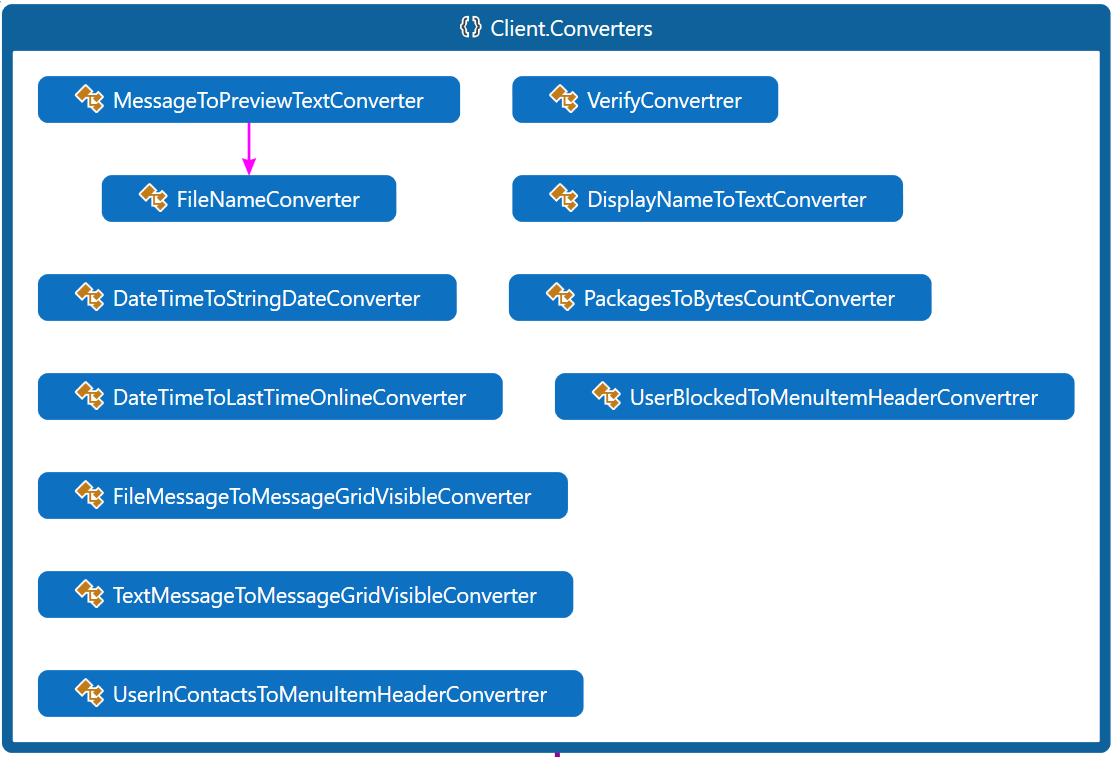 Client.Converters
MessageToPreviewTextConverter
VerifyConvertrer
FileNameConverter
DisplayNameToTextConverter
DateTimeToStringDateConverter
PackagesToBytesCountConverter
DateTimeToLastTimeOnlineConverter
UserBlockedToMenuItemHeaderConvertrer
FileMessageToMessageGridVisibleConverter
TextMessageToMessageGridVisibleConverter
UserInContactsToMenuItemHeaderConvertrer